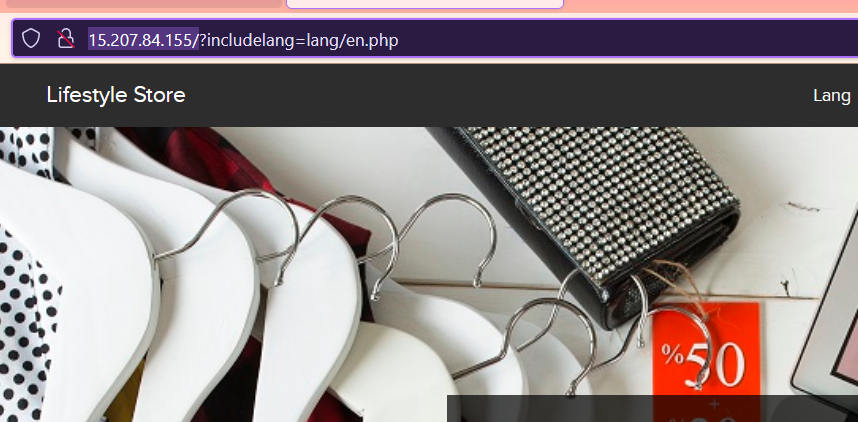 15.207.84.155/?includelang=lang/en.php
Lifestyle Store
Lang
%50
+